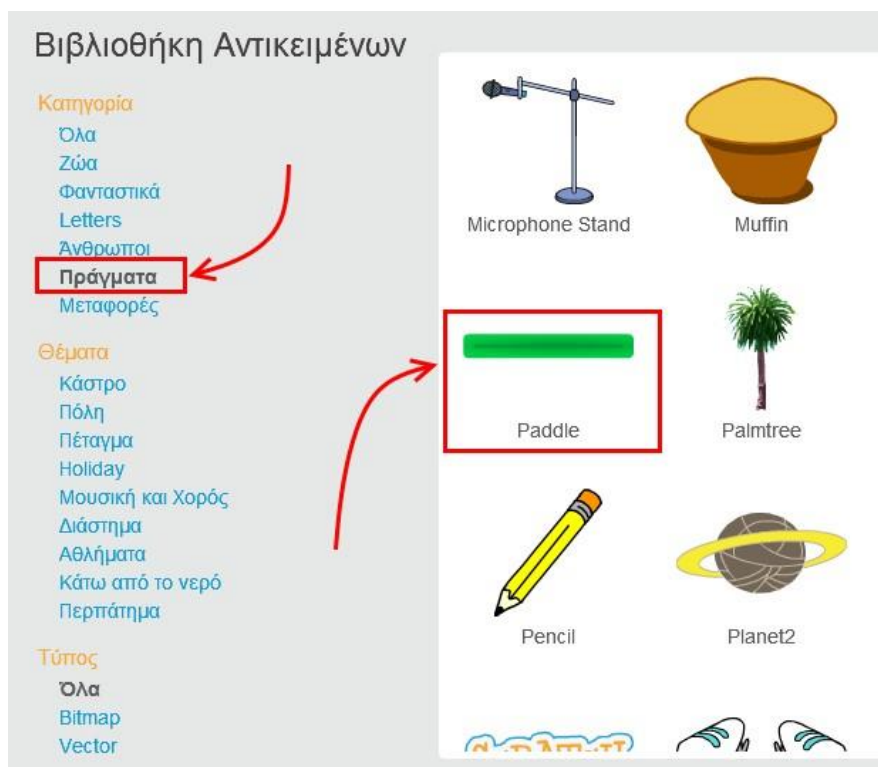 Βιβλιοθήκη Αντικειμένων
Κατηγορία
Όλα
Ζώα
Φανταστικά
Letters
Άνθρωποι
Πράγματα
Μεταφορές
Θέματα
Κάστρο
Πόλη
Πέταγμα
Holiday
Μουσική και Χορός
Διάστημα
Αθλήματα
Κάτω από το νερό
Περπάτημα
Τύπος
Όλα
Bitmap
Vector
Microphone Stand
Muffin
Paddle
Palmtree
Pencil
Planet2